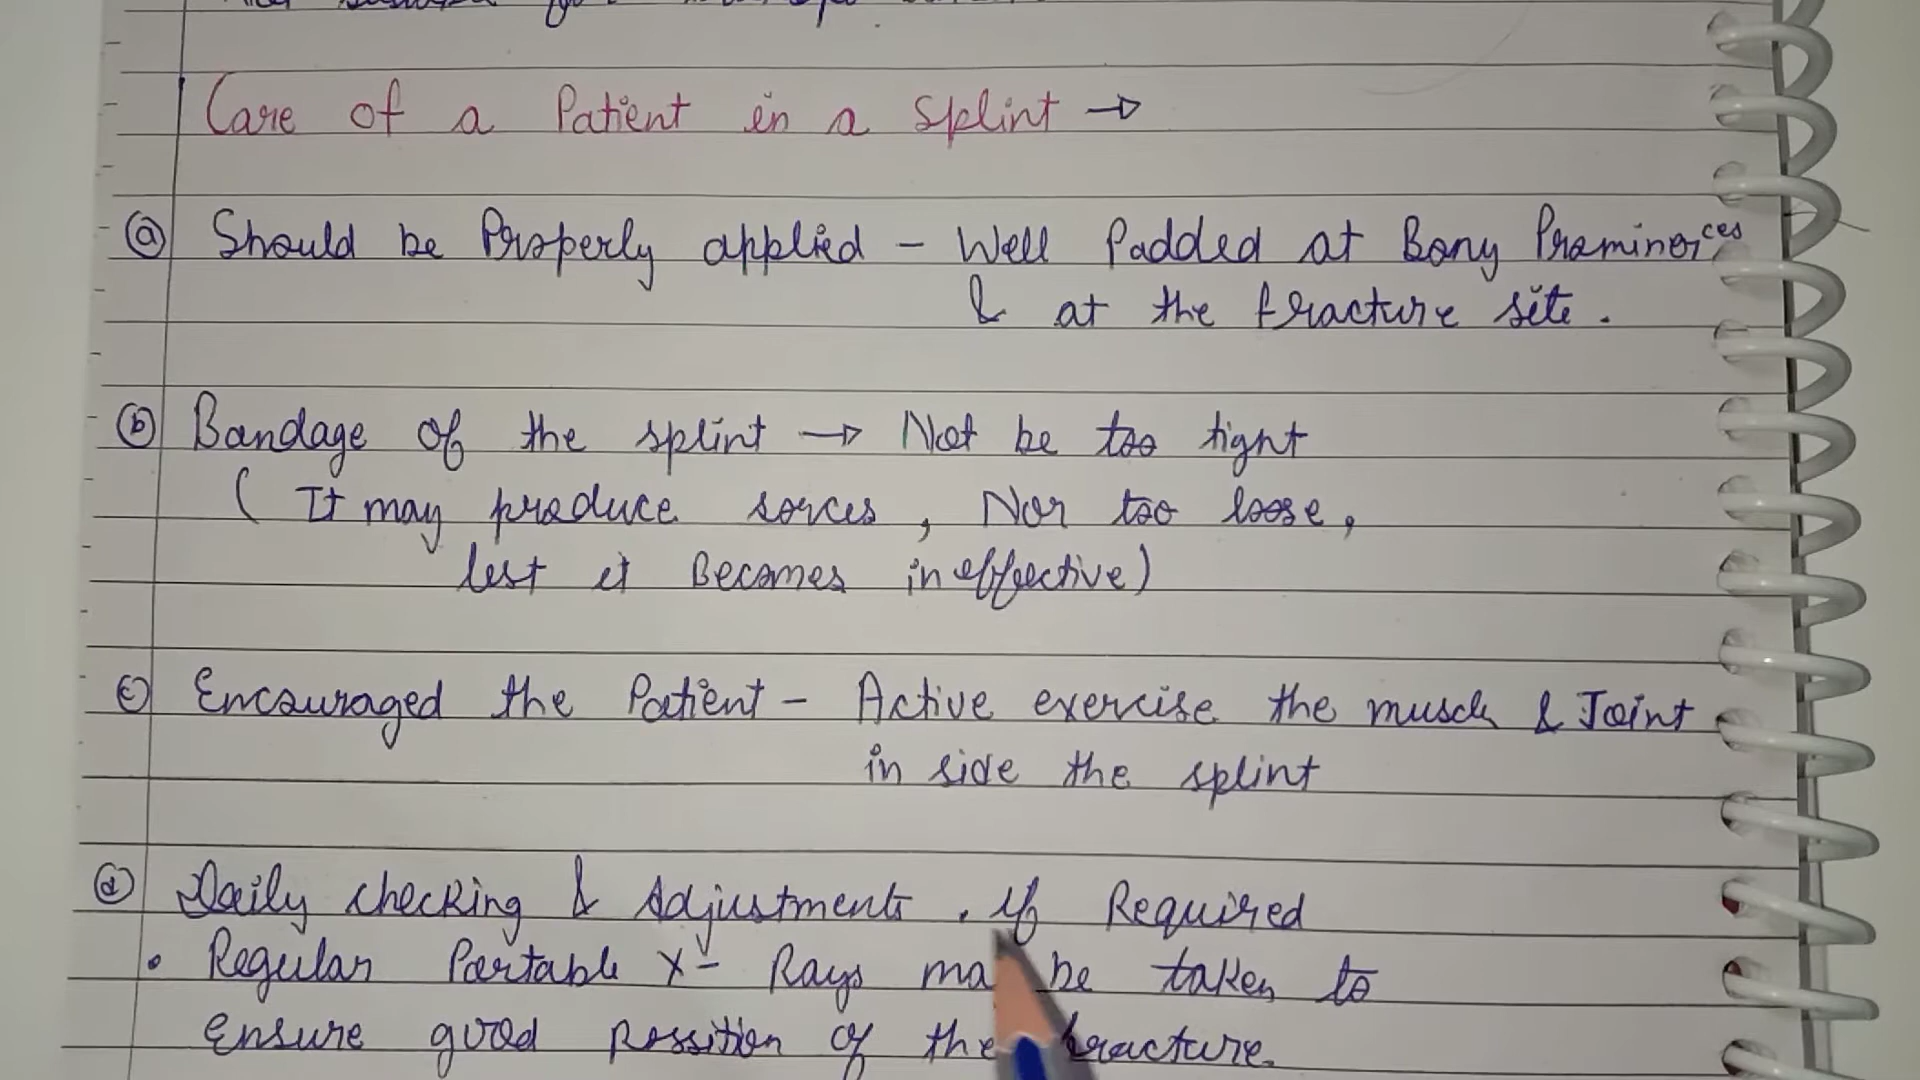 Care of a Patient in a Splint →
ⓐ Should be Properly applied - Well Padded at Bony Prominences
& at the fracture site.
ⓑ Bandage of the splint → Not be too tight
( It may produce sorces, Nor too loose,
lest it Becomes ineffective)
ⓒ Encouraged the Patient - Active exercise the muscle & Joint
in side the splint
ⓓ Daily checking & Adjustments, if Required
• Regular Portable X-Rays ma be taken to
Ensure good Possition of the fracture.